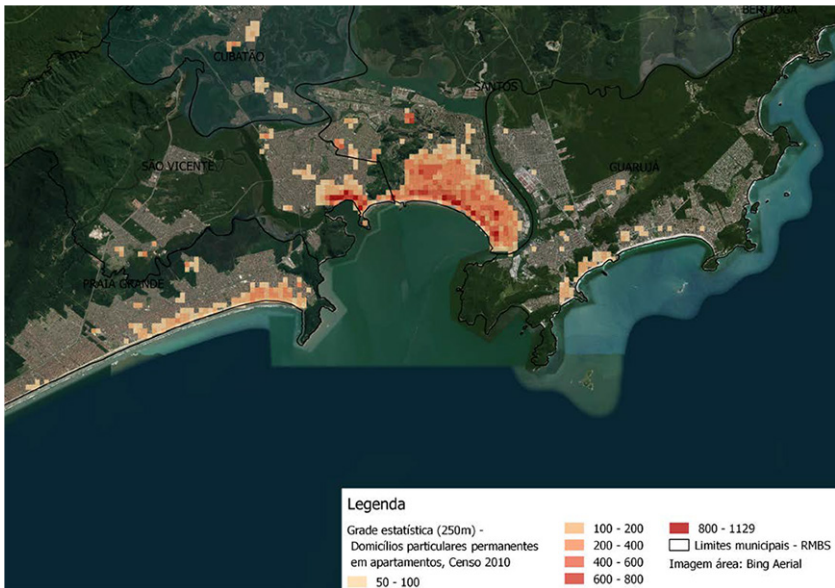 BERTIOGA
CUBATÃO
SANTOS
SÃO VICENTE
GUARUJÁ
PRAIA GRANDE
Legenda
Grade estatística (250m) -
Domicílios particulares permanentes
em apartamentos, Censo 2010
50 - 100
100 - 200
200 - 400
400 - 600
600 - 800
800 - 1129
Limites municipais - RMBS
Imagem área: Bing Aerial